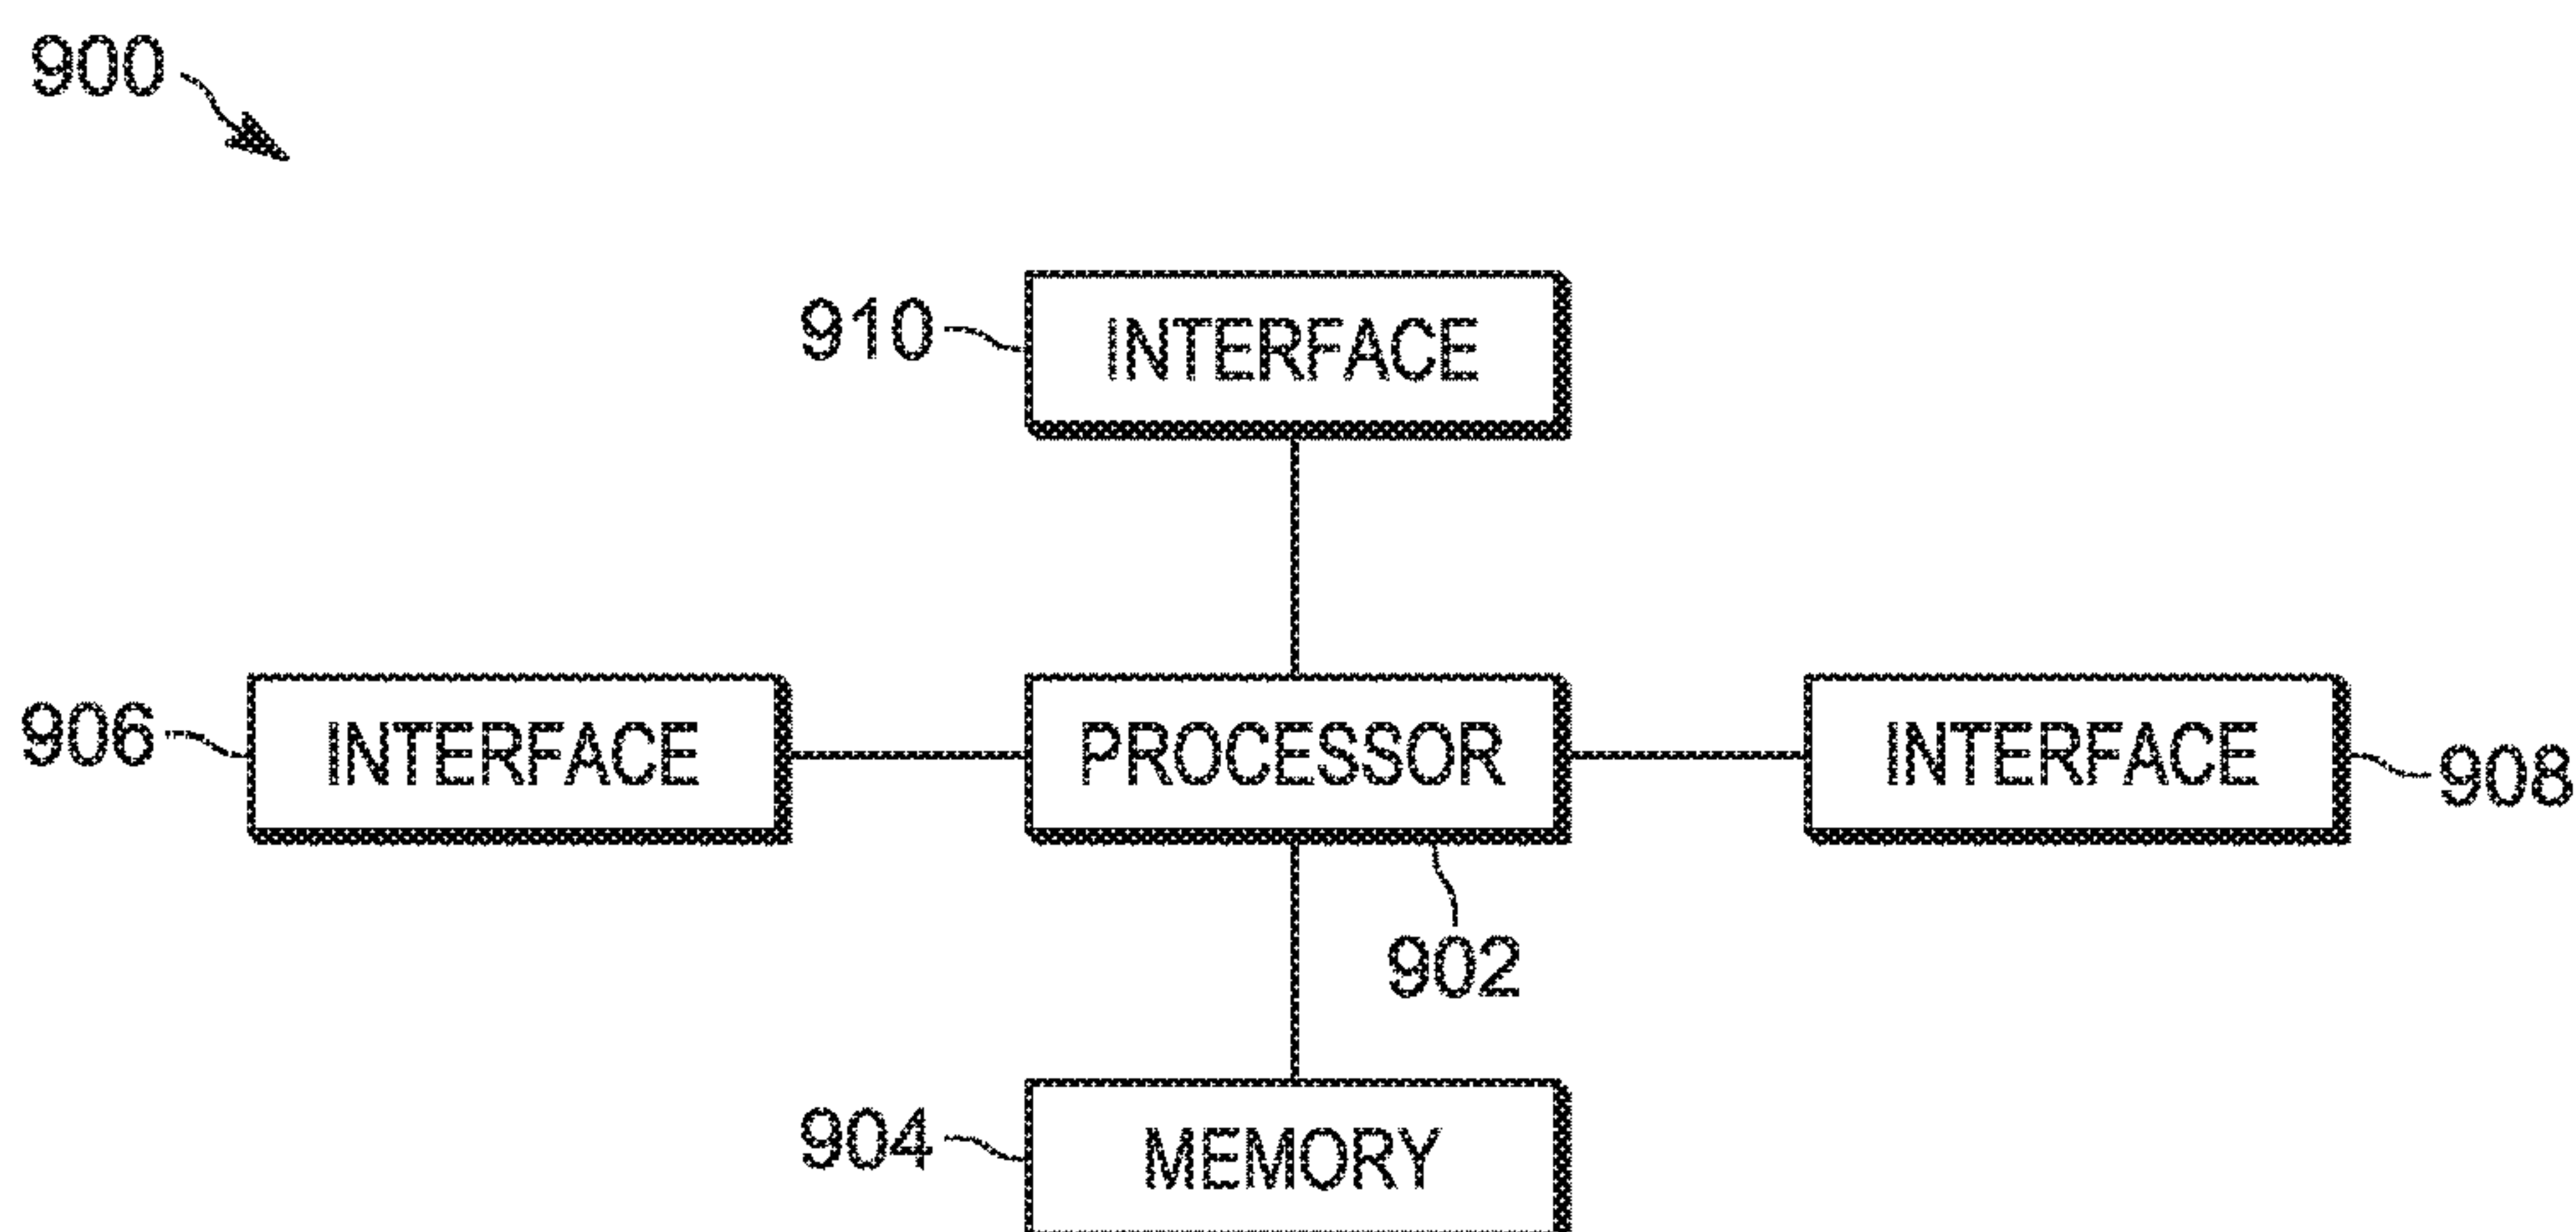 900
910 INTERFACE
906 INTERFACE PROCESSOR INTERFACE 908
902
904 MEMORY